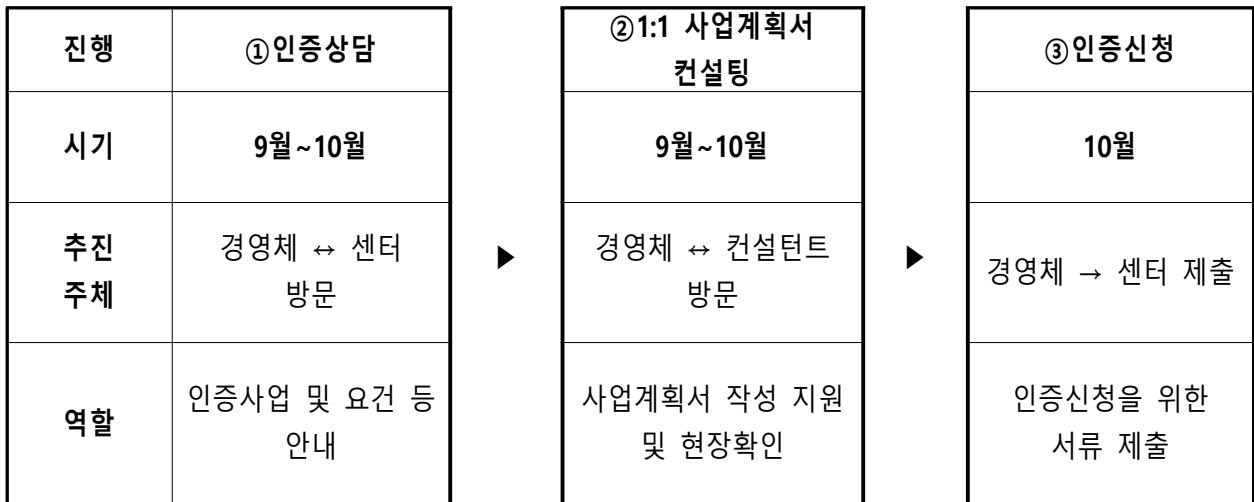 진행 ①인증상담 ②1:1 사업계획서 ③인증신청
컨설팅
시기 9월~10월 9월~10월 10월
추진 경영체 ↔ 센터 ▶ 경영체 ↔ 컨설턴트 ▶ 경영체 → 센터 제출
주체 방문 방문
역할 인증사업 및 요건 등 사업계획서 작성 지원 인증신청을 위한
안내 및 현장확인 서류 제출